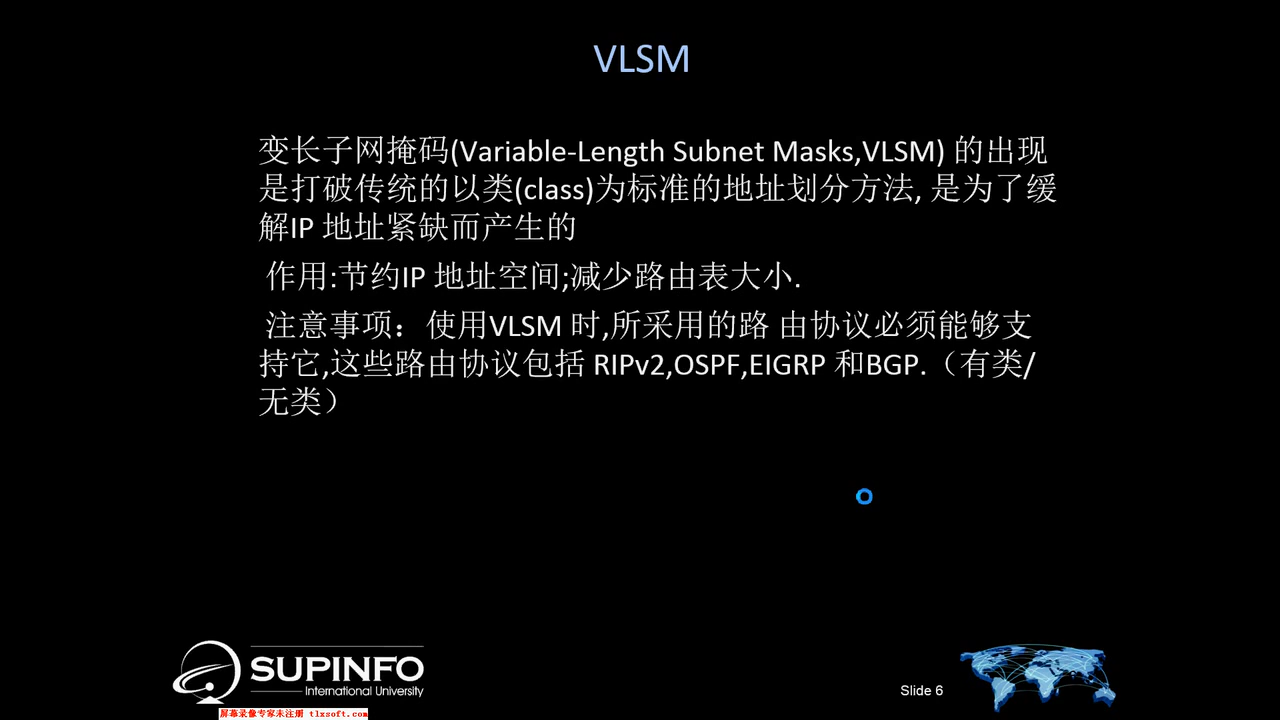 VLSM
变长子网掩码(Variable-Length Subnet Masks,VLSM) 的出现
是打破传统的以类(class)为标准的地址划分方法, 是为了缓
解IP 地址紧缺而产生的
作用:节约IP 地址空间;减少路由表大小.
注意事项：使用VLSM 时,所采用的路 由协议必须能够支
持它,这些路由协议包括 RIPv2,OSPF,EIGRP 和BGP.（有类/
无类）
SUPINFO
International University
Slide 6
屏幕录像专家未注册 tlxsoft.com